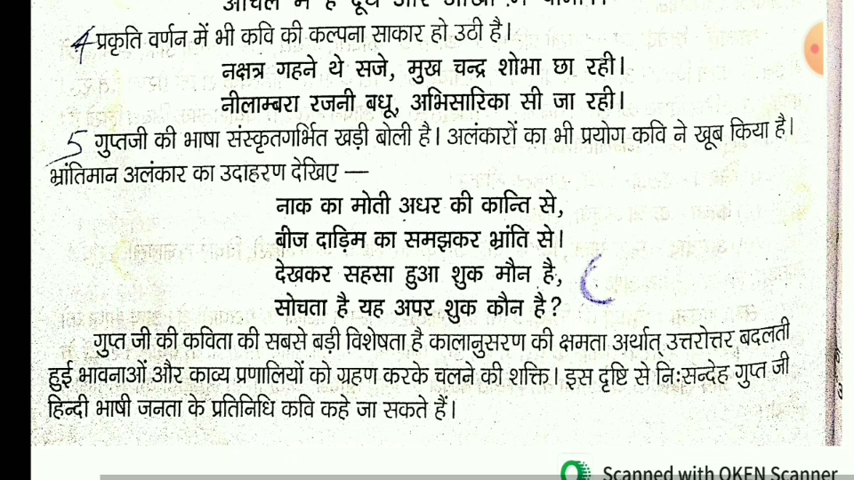 4 प्रकृति वर्णन में भी कवि की कल्पना साकार हो उठी है।
नक्षत्र गहने थे सजे, मुख चन्द्र शोभा छा रही।
नीलाम्बरा रजनी बधू, अभिसारिका सी जा रही।
5 गुप्तजी की भाषा संस्कृतगर्भित खड़ी बोली है। अलंकारों का भी प्रयोग कवि ने खूब किया है।
भ्रांतिमान अलंकार का उदाहरण देखिए —
नाक का मोती अधर की कान्ति से,
बीज दाड़िम का समझकर भ्रांति से।
देखकर सहसा हुआ शुक मौन है,
सोचता है यह अपर शुक कौन है?
गुप्त जी की कविता की सबसे बड़ी विशेषता है कालानुसरण की क्षमता अर्थात् उत्तरोत्तर बदलती
हुई भावनाओं और काव्य प्रणालियों को ग्रहण करके चलने की शक्ति। इस दृष्टि से निःसन्देह गुप्त जी
हिन्दी भाषी जनता के प्रतिनिधि कवि कहे जा सकते हैं।
Scanned with OKEN Scanner